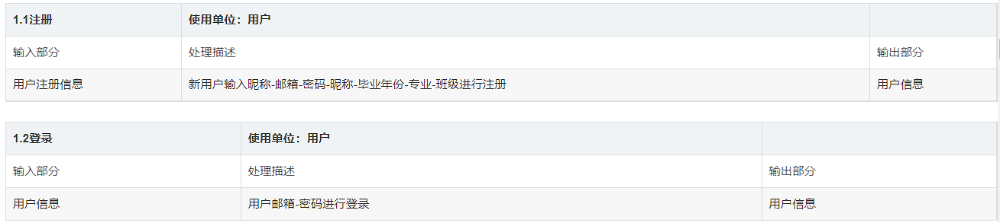 1.1注册 使用单位：用户
输入部分 处理描述 输出部分
用户注册信息 新用户输入昵称-邮箱-密码-昵称-毕业年份-专业-班级进行注册 用户信息
1.2登录 使用单位：用户
输入部分 处理描述 输出部分
用户信息 用户邮箱-密码进行登录 用户信息